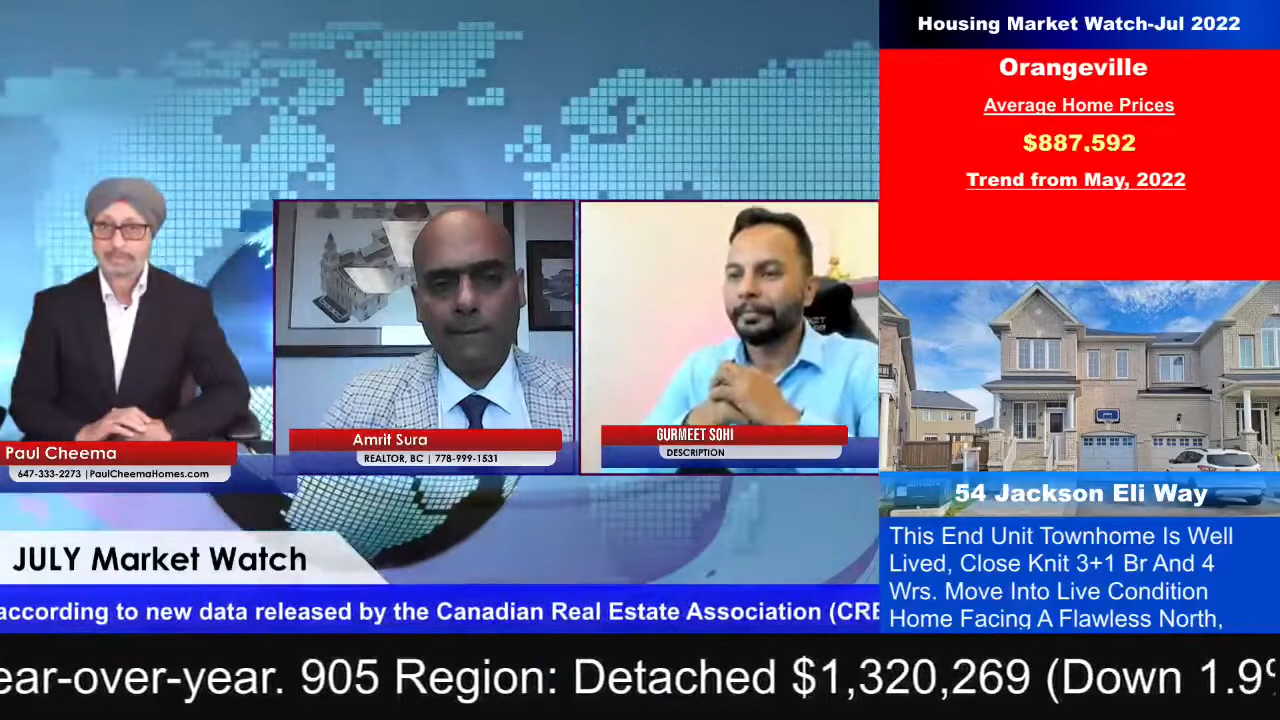 Housing Market Watch-Jul 2022
Orangeville
Average Home Prices
$887,592
Trend from May, 2022
Paul Cheema
647-333-2273 | PaulCheemaHomes.com
Amrit Sura
REALTOR, BC | 778-999-1531
GURMEET SOHI
DESCRIPTION
54 Jackson Eli Way
This End Unit Townhome Is Well
Lived, Close Knit 3+1 Br And 4
Wrs. Move Into Live Condition
Home Facing A Flawless North,
JULY Market Watch
according to new data released by the Canadian Real Estate Association (CRE
ear-over-year. 905 Region: Detached $1,320,269 (Down 1.9%